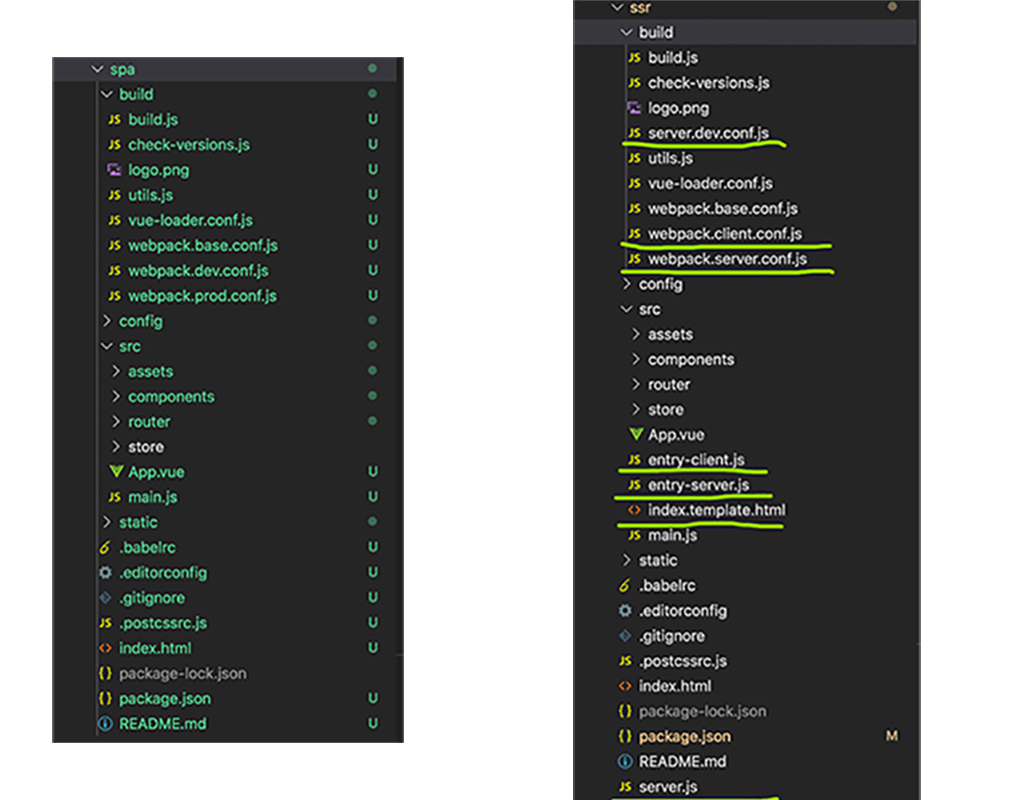 spa
build
JS build.js U
JS check-versions.js U
logo.png U
JS utils.js U
JS vue-loader.conf.js U
JS webpack.base.conf.js U
JS webpack.dev.conf.js U
JS webpack.prod.conf.js U
config
src
assets
components
router
store
App.vue U
JS main.js U
static
.babelrc U
.editorconfig U
.gitignore U
JS .postcssrc.js U
<> index.html U
{} package-lock.json
{} package.json U
README.md U
ssr
build
JS build.js
JS check-versions.js
logo.png
JS server.dev.conf.js
JS utils.js
JS vue-loader.conf.js
JS webpack.base.conf.js
JS webpack.client.conf.js
JS webpack.server.conf.js
config
src
assets
components
router
store
App.vue
JS entry-client.js
JS entry-server.js
<> index.template.html
JS main.js
static
.babelrc
.editorconfig
.gitignore
JS .postcssrc.js
<> index.html
{} package-lock.json
{} package.json M
README.md
JS server.js